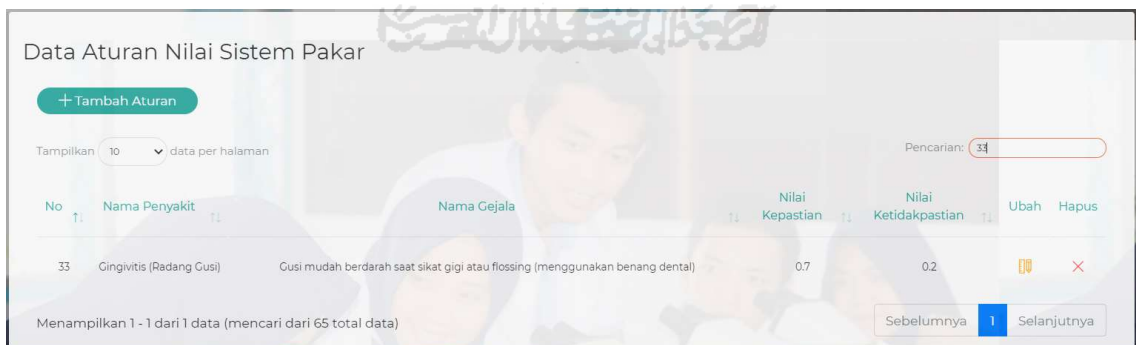 Data Aturan Nilai Sistem Pakar
+ Tambah Aturan
Tampilkan 10 data per halaman
Pencarian: 33
No Nama Penyakit Nama Gejala Nilai Kepastian Nilai Ketidakpastian Ubah Hapus
33 Gingivitis (Radang Gusi) Gusi mudah berdarah saat sikat gigi atau flossing (menggunakan benang dental) 0.7 0.2
Menampilkan 1 - 1 dari 1 data (mencari dari 65 total data)
Sebelumnya 1 Selanjutnya